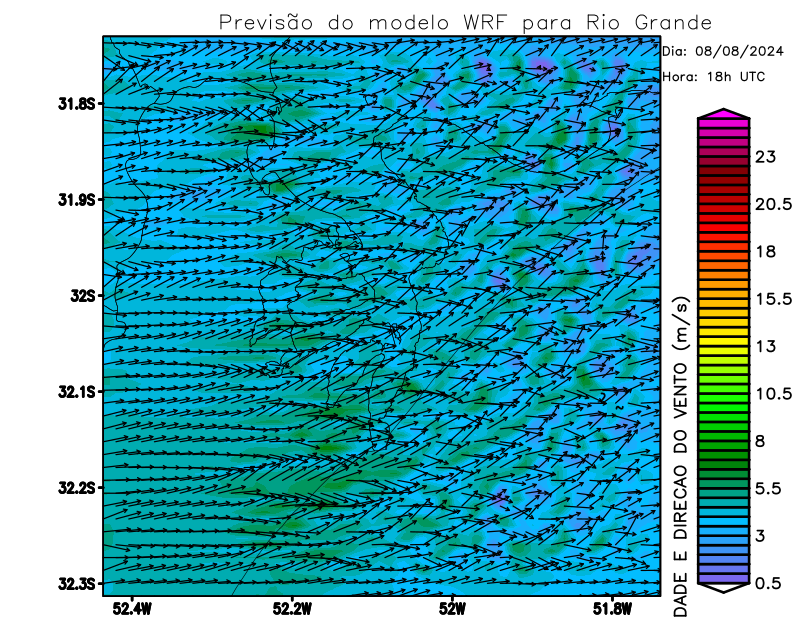 Previsão do modelo WRF para Rio Grande
Dia: 08/08/2024
Hora: 18h UTC
31.8S
31.9S
32S
32.1S
32.2S
32.3S
52.4W
52.2W
52W
51.8W
23
20.5
18
15.5
13
10.5
8
5.5
3
0.5
DADE E DIRECAO DO VENTO (m/s)